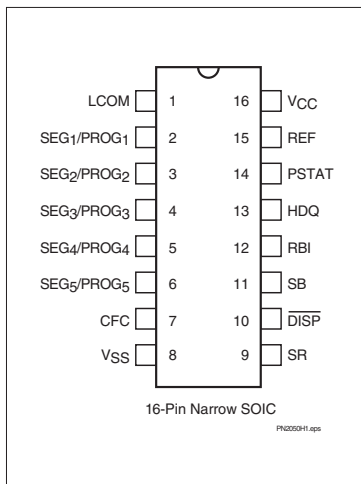 LCOM 1 16 VCC
SEG1/PROG1 2 15 REF
SEG2/PROG2 3 14 PSTAT
SEG3/PROG3 4 13 HDQ
SEG4/PROG4 5 12 RBI
SEG5/PROG5 6 11 SB
CFC 7 10 DISP
VSS 8 9 SR
16-Pin Narrow SOIC
PN2050H1.eps